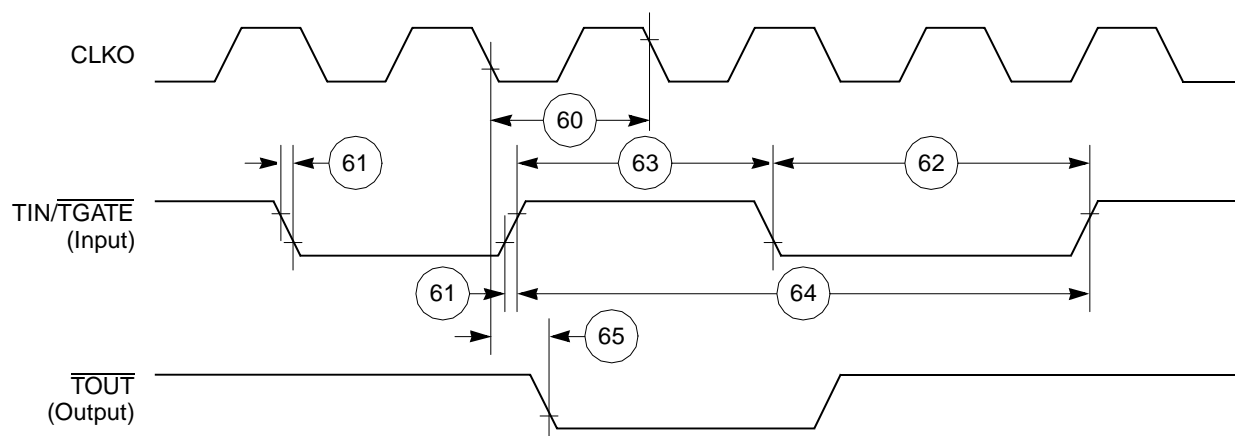 CLKO
60
61
63
62
TIN/TGATE
(Input)
61
64
65
TOUT
(Output)